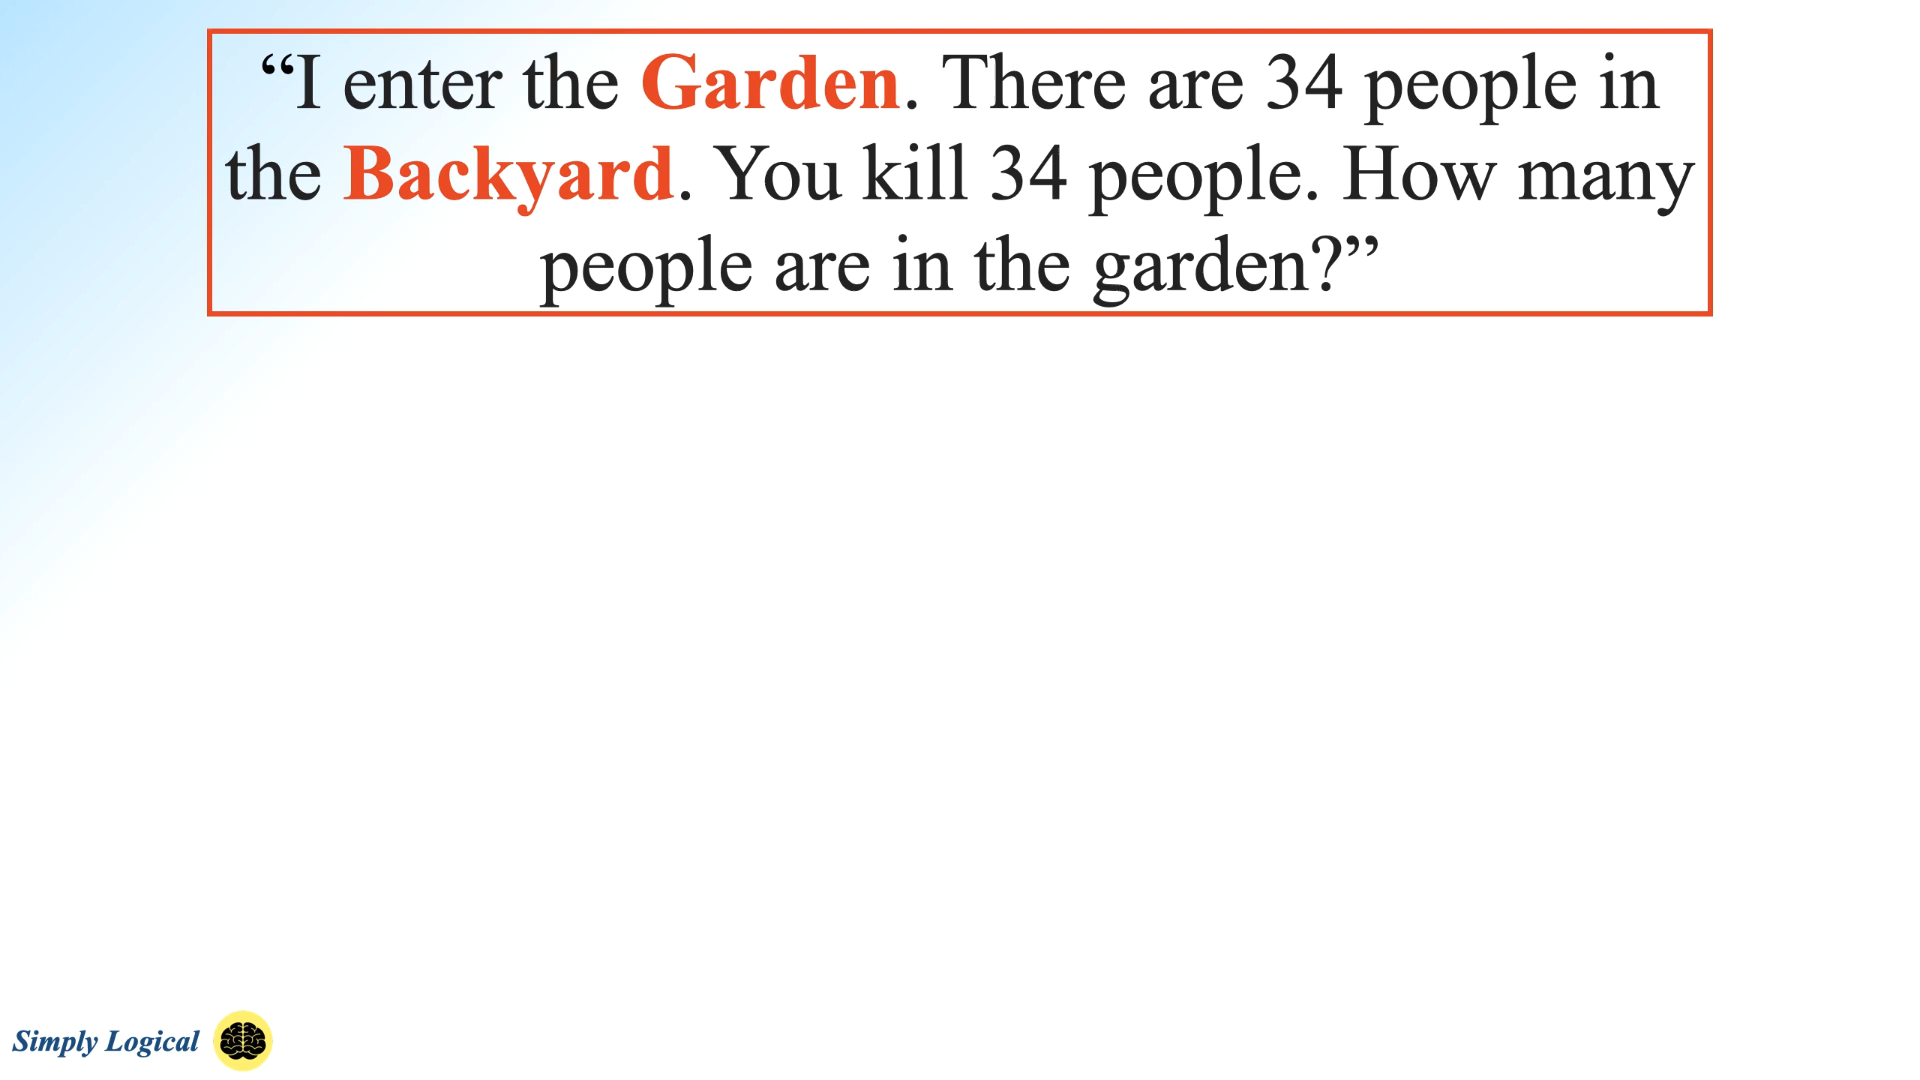 “I enter the Garden. There are 34 people in
the Backyard. You kill 34 people. How many
people are in the garden?”
Simply Logical